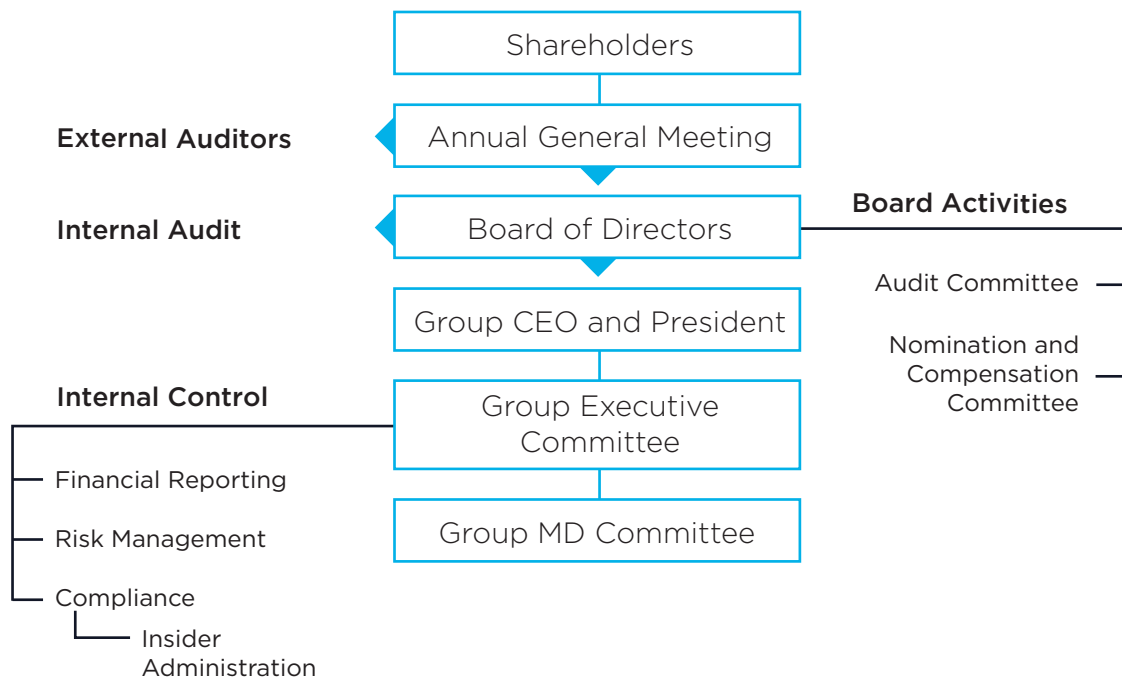 Shareholders
External Auditors
Annual General Meeting
Internal Audit
Board of Directors
Board Activities
Audit Committee
Nomination and
Compensation
Committee
Group CEO and President
Internal Control
Group Executive
Committee
Financial Reporting
Risk Management
Compliance
Insider
Administration
Group MD Committee